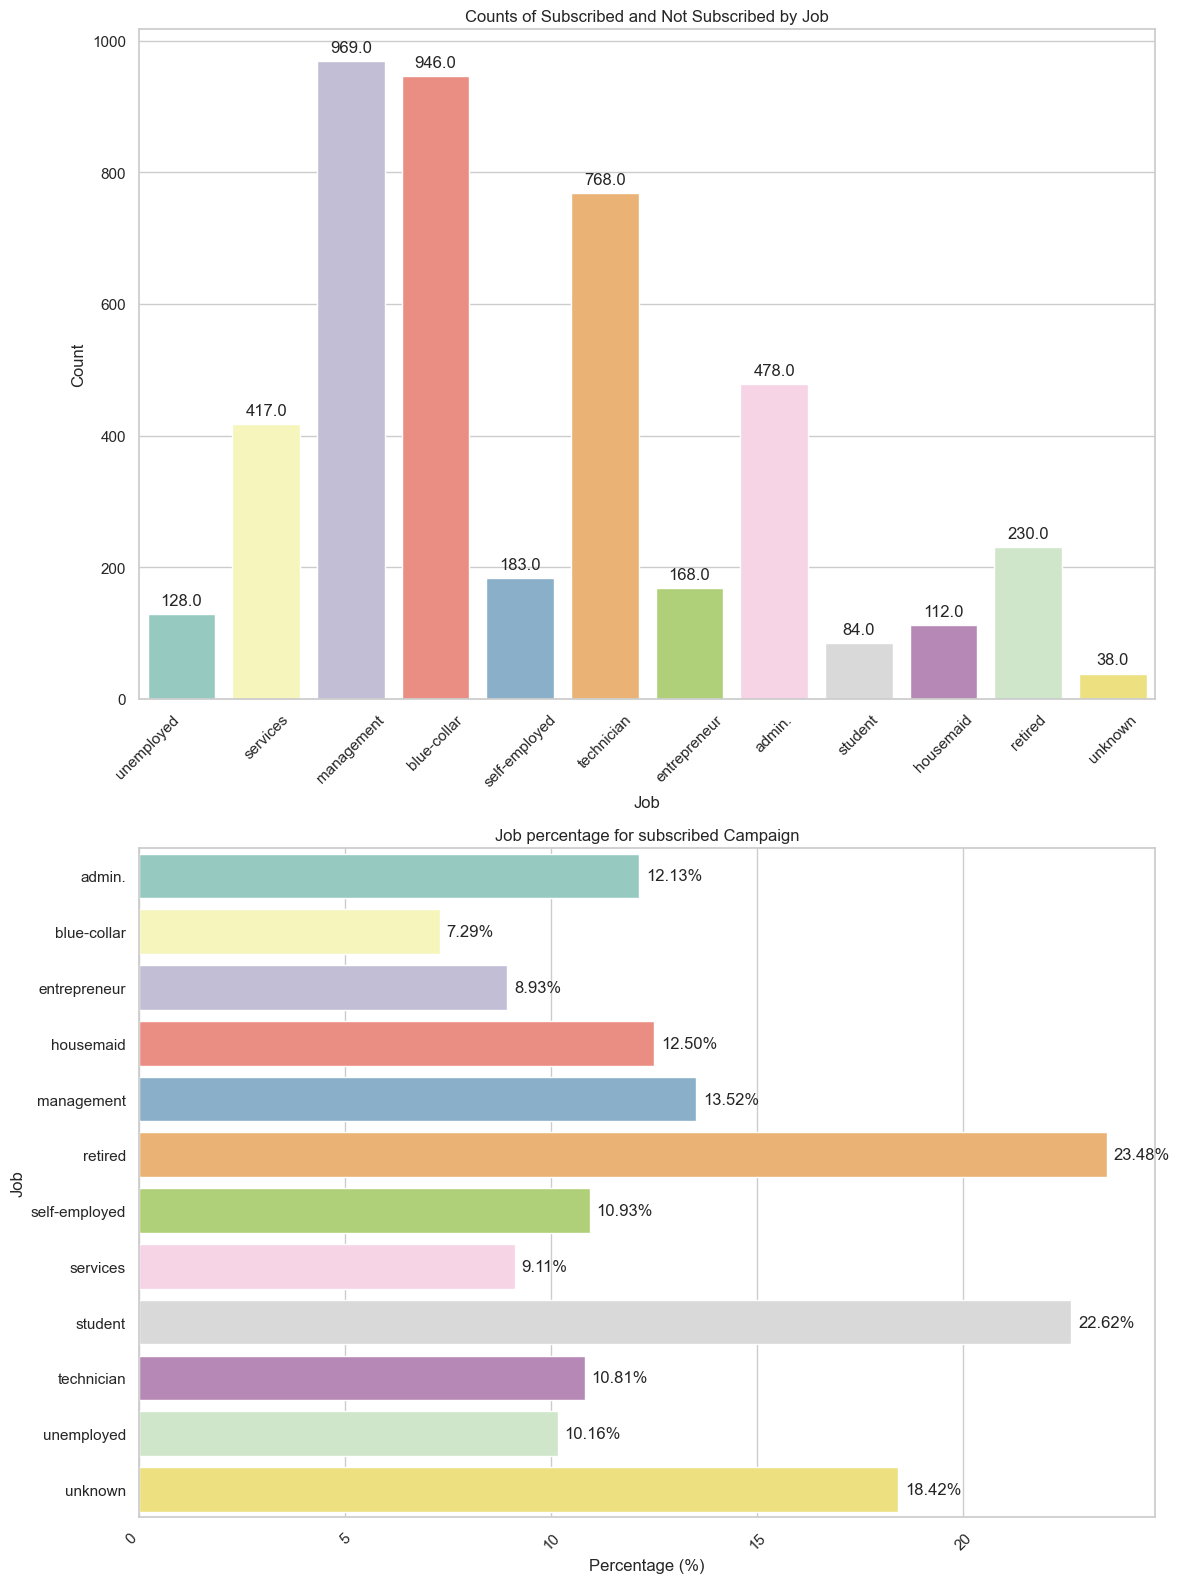 Counts of Subscribed and Not Subscribed by Job
1000
800
600
400
200
0
Count
128.0
417.0
969.0
946.0
183.0
768.0
168.0
478.0
84.0
112.0
230.0
38.0
unemployed
services
management
blue-collar
self-employed
technician
entrepreneur
admin.
student
housemaid
retired
unknown
Job
Job percentage for subscribed Campaign
Job
admin. 12.13%
blue-collar 7.29%
entrepreneur 8.93%
housemaid 12.50%
management 13.52%
retired 23.48%
self-employed 10.93%
services 9.11%
student 22.62%
technician 10.81%
unemployed 10.16%
unknown 18.42%
0 5 10 15 20
Percentage (%)